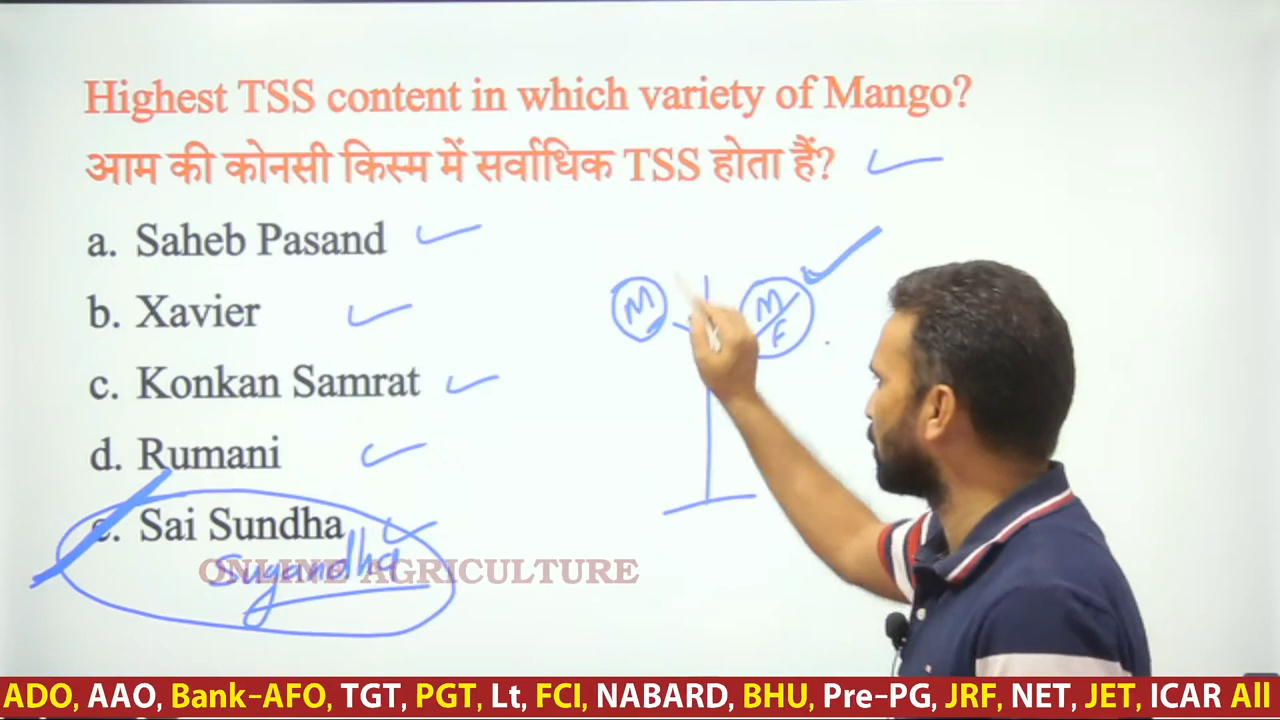 Highest TSS content in which variety of Mango?
आम की कोनसी किस्म में सर्वाधिक TSS होता हैं?
a. Saheb Pasand
b. Xavier
M
M
F
c. Konkan Samrat
d. Rumani
e. Sai Sundha
Sugandha
ONLINE AGRICULTURE
ADO, AAO, Bank-AFO, TGT, PGT, Lt, FCI, NABARD, BHU, Pre-PG, JRF, NET, JET, ICAR All